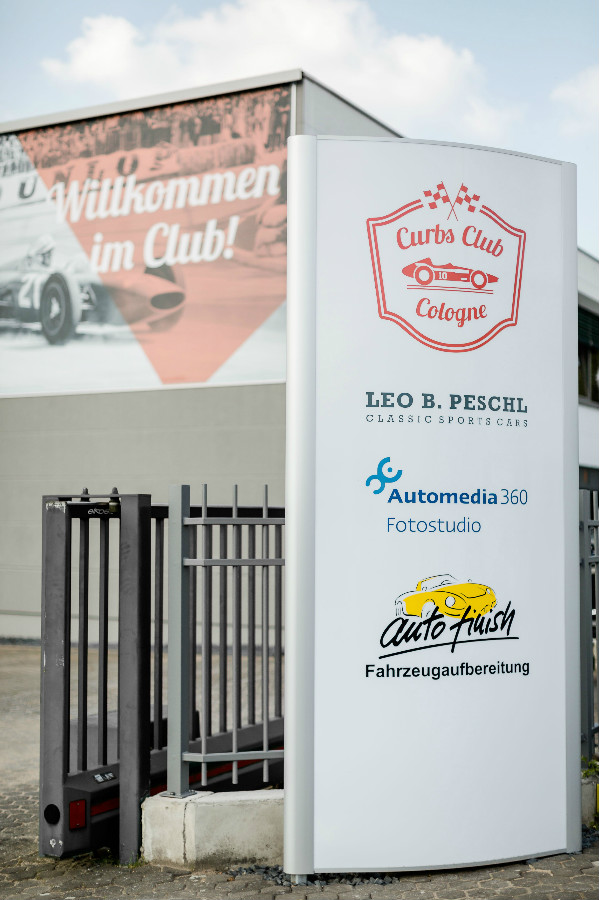 Willkommen
im Club!
Curbs Club
10
Cologne
LEO B. PESCHL
CLASSIC SPORTS CARS
Automedia 360
Fotostudio
auto finish
Fahrzeugaufbereitung